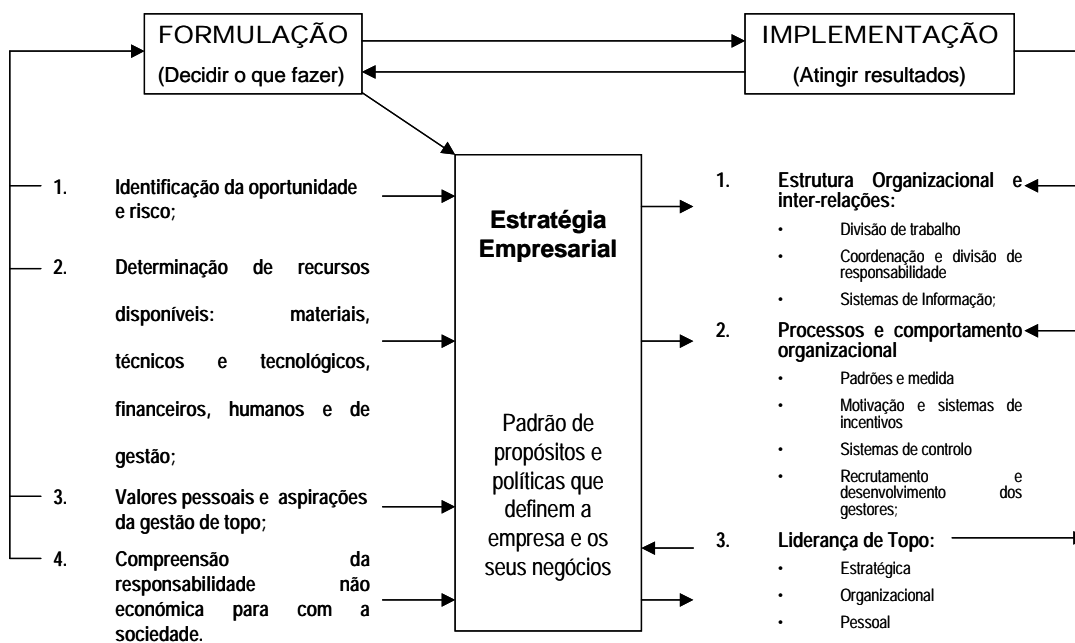 FORMULAÇÃO
(Decidir o que fazer)
IMPLEMENTAÇÃO
(Atingir resultados)
1. Identificação da oportunidade
e risco;
2. Determinação de recursos
disponíveis: materiais,
técnicos e tecnológicos,
financeiros, humanos e de
gestão;
3. Valores pessoais e aspirações
da gestão de topo;
4. Compreensão da
responsabilidade não
económica para com a
sociedade.
Estratégia
Empresarial
Padrão de
propósitos e
políticas que
definem a
empresa e os
seus negócios
1. Estrutura Organizacional e
inter-relações:
• Divisão de trabalho
• Coordenação e divisão de
responsabilidade
• Sistemas de Informação;
2. Processos e comportamento
organizacional
• Padrões e medida
• Motivação e sistemas de
incentivos
• Sistemas de controlo
• Recrutamento e
desenvolvimento dos
gestores;
3. Liderança de Topo:
• Estratégica
• Organizacional
• Pessoal